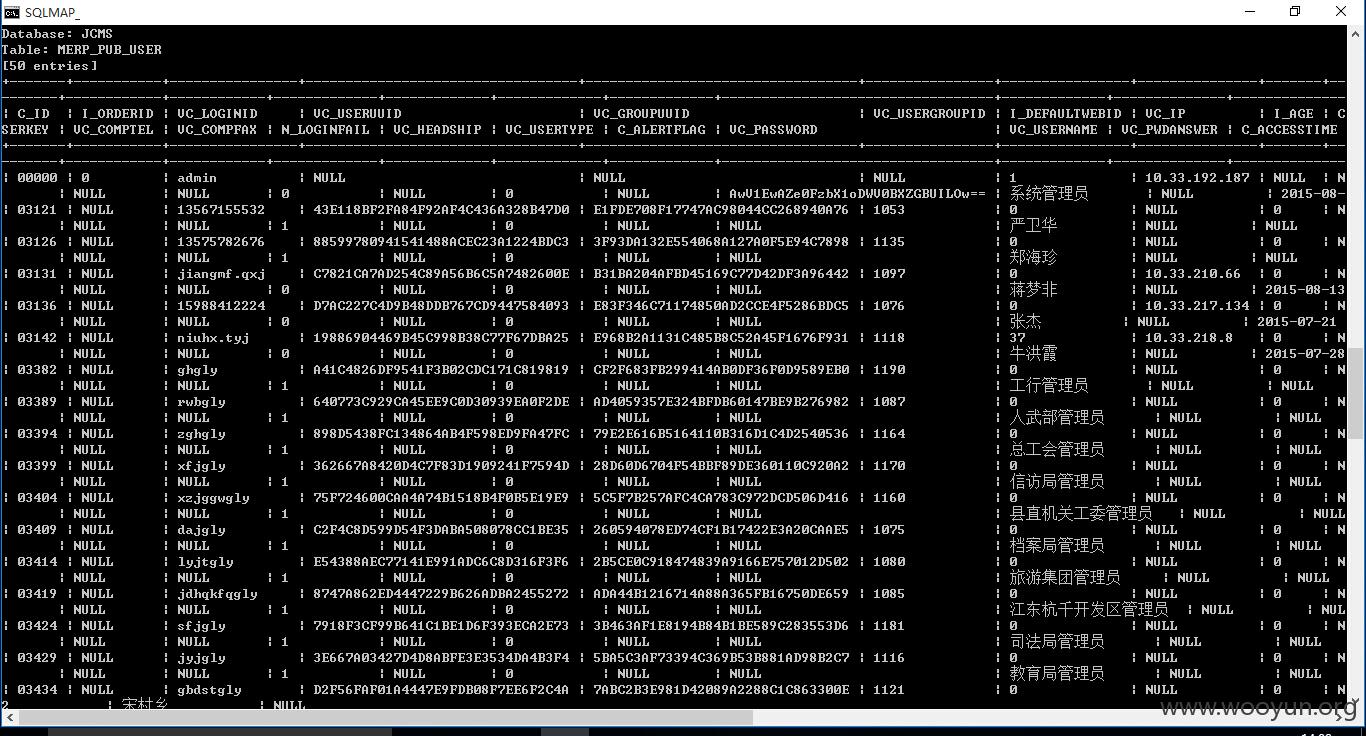 SQLMAP_
Database: JCMS
Table: MERP_PUB_USER
[50 entries]
| C_ID | I_ORDERID | VC_LOGINID | VC_USERUUID | VC_GROUPUUID | VC_USERGROUPID | I_DEFAULTWEBID | VC_IP | I_AGE | C
SERKEY | VC_COMPTEL | VC_COMPFAX | N_LOGINFAIL | VC_HEADSHIP | VC_USERTYPE | C_ALERTFLAG | VC_PASSWORD | VC_USERNAME | VC_PWDANSWER | C_ACCESSTIME
| 00000 | 0 | admin | NULL | NULL | 1 | 10.33.192.187 | NULL | N
| NULL | NULL | 0 | NULL | 0 | NULL | | 系统管理员 | NULL | 2015-08-
| 03121 | NULL | 13567155532 | 43E118BF2FA84F92AF4C436A328B47D0 | E1FDE708F17747AC98044CC268940A76 | 1053 | 0 | NULL | 0 | N
| NULL | NULL | 1 | NULL | 0 | NULL | NULL | 严卫华 | NULL | NULL
| 03126 | NULL | 13575782676 | 88599780941541488ACEC23A1224BDC3 | 3F93DA132E554068A127A0F5E94C7898 | 1135 | 0 | NULL | 0 | N
| NULL | NULL | 1 | NULL | 0 | NULL | NULL | 郑海珍 | NULL | NULL
| 03131 | NULL | jiangmf.qxj | C7821CA7AD254C89A56B6C5A7482600E | B31BA204AFBD45169C77D42DF3A96442 | 1097 | 0 | 10.33.210.66 | 0 | N
| NULL | NULL | 0 | NULL | 0 | NULL | NULL | 蒋梦非 | NULL | 2015-08-13
| 03136 | NULL | 15988412224 | D7AC227C4D9B48DDB767CD9447584093 | E83F346C71174850AD2CCE4F5286BDC5 | 1076 | 0 | 10.33.217.134 | 0 | N
| NULL | NULL | 0 | NULL | 0 | NULL | NULL | 张杰 | NULL | 2015-07-21
| 03142 | NULL | niuhx.tyj | 19886904469B45C998B38C77F67DBA25 | E968B2A1131C485B8C52A45F1676F931 | 1118 | 37 | 10.33.218.8 | 0 | N
| NULL | NULL | 0 | NULL | 0 | NULL | NULL | 牛洪霞 | NULL | 2015-07-28
| 03382 | NULL | ghgly | A41C4826DF9541F3B02CDC171C819819 | CF2F683FB299414AB0DF36F0D9589EB0 | 1190 | 0 | NULL | 0 | N
| NULL | NULL | 1 | NULL | 0 | NULL | NULL | 工行管理员 | NULL | NULL
| 03389 | NULL | rwbgly | 640773C929CA45EE9C0D30939EA0F2DE | AD4059357E324BFDB60147BE9B276982 | 1087 | 0 | NULL | 0 | N
| NULL | NULL | 1 | NULL | 0 | NULL | NULL | 人武部管理员 | NULL | NULL
| 03394 | NULL | zghgly | 898D5438FC134864AB4F598ED9FA47FC | 79E2E616B5164110B316D1C4D2540536 | 1164 | 0 | NULL | 0 | N
| NULL | NULL | 1 | NULL | 0 | NULL | NULL | 总工会管理员 | NULL | NULL
| 03399 | NULL | xfjgly | 362667A8420D4C7F83D1909241F7594D | 28D60D6704F54BBF89DE360110C920A2 | 1170 | 0 | NULL | 0 | N
| NULL | NULL | 1 | NULL | 0 | NULL | NULL | 信访局管理员 | NULL | NULL
| 03404 | NULL | xzjggwgly | 75F724600CAA4A74B1518B4F0B5E19E9 | 5C5F7B257AFC4CA783C972DCD506D416 | 1160 | 0 | NULL | 0 | N
| NULL | NULL | 1 | NULL | 0 | NULL | NULL | 县直机关工委管理员 | NULL | NULL
| 03409 | NULL | dajgly | C2F4C8D599D54F3DABA508078CC1BE35 | 260594078ED74CF1B17422E3A20CAAE5 | 1075 | 0 | NULL | 0 | N
| NULL | NULL | 1 | NULL | 0 | NULL | NULL | 档案局管理员 | NULL | NULL
| 03414 | NULL | lyjtgly | E54388AEC77141E991ADC6C8D316F3F6 | 2B5CE0C918474839A9166E757012D502 | 1080 | 0 | NULL | 0 | N
| NULL | NULL | 1 | NULL | 0 | NULL | NULL | 旅游集团管理员 | NULL | NULL
| 03419 | NULL | jdhqkfqgly | 8747A862ED4447229B626ADBA2455272 | ADA44B1216714A88A365FB16750DE659 | 1085 | 0 | NULL | 0 | N
| NULL | NULL | 1 | NULL | 0 | NULL | NULL | 江东杭千开发区管理员 | NULL | NUL
| 03424 | NULL | sfjgly | 7918F3CF99B641C1BE1D6F393ECA2E73 | 3B463AF1E8194B84B1BE589C283553D6 | 1181 | 0 | NULL | 0 | N
| NULL | NULL | 1 | NULL | 0 | NULL | NULL | 司法局管理员 | NULL | NULL
| 03429 | NULL | jyjgly | 3E667A03427D4D8ABFE3E3534DA4B3F4 | 5BA5C3AF73394C369B53B881AD98B2C7 | 1116 | 0 | NULL | 0 | N
| NULL | NULL | 1 | NULL | 0 | NULL | NULL | 教育局管理员 | NULL | NULL
| 03434 | NULL | gbdstgly | D2F56FAF01A4447E9FDB08F7EE6F2C4A | 7ABC2B3E981D42089A2288C1C863300E | 1121 | 0 | NULL | 0 | N
2 | 宋村乡 | NULL
www.wooyun.org